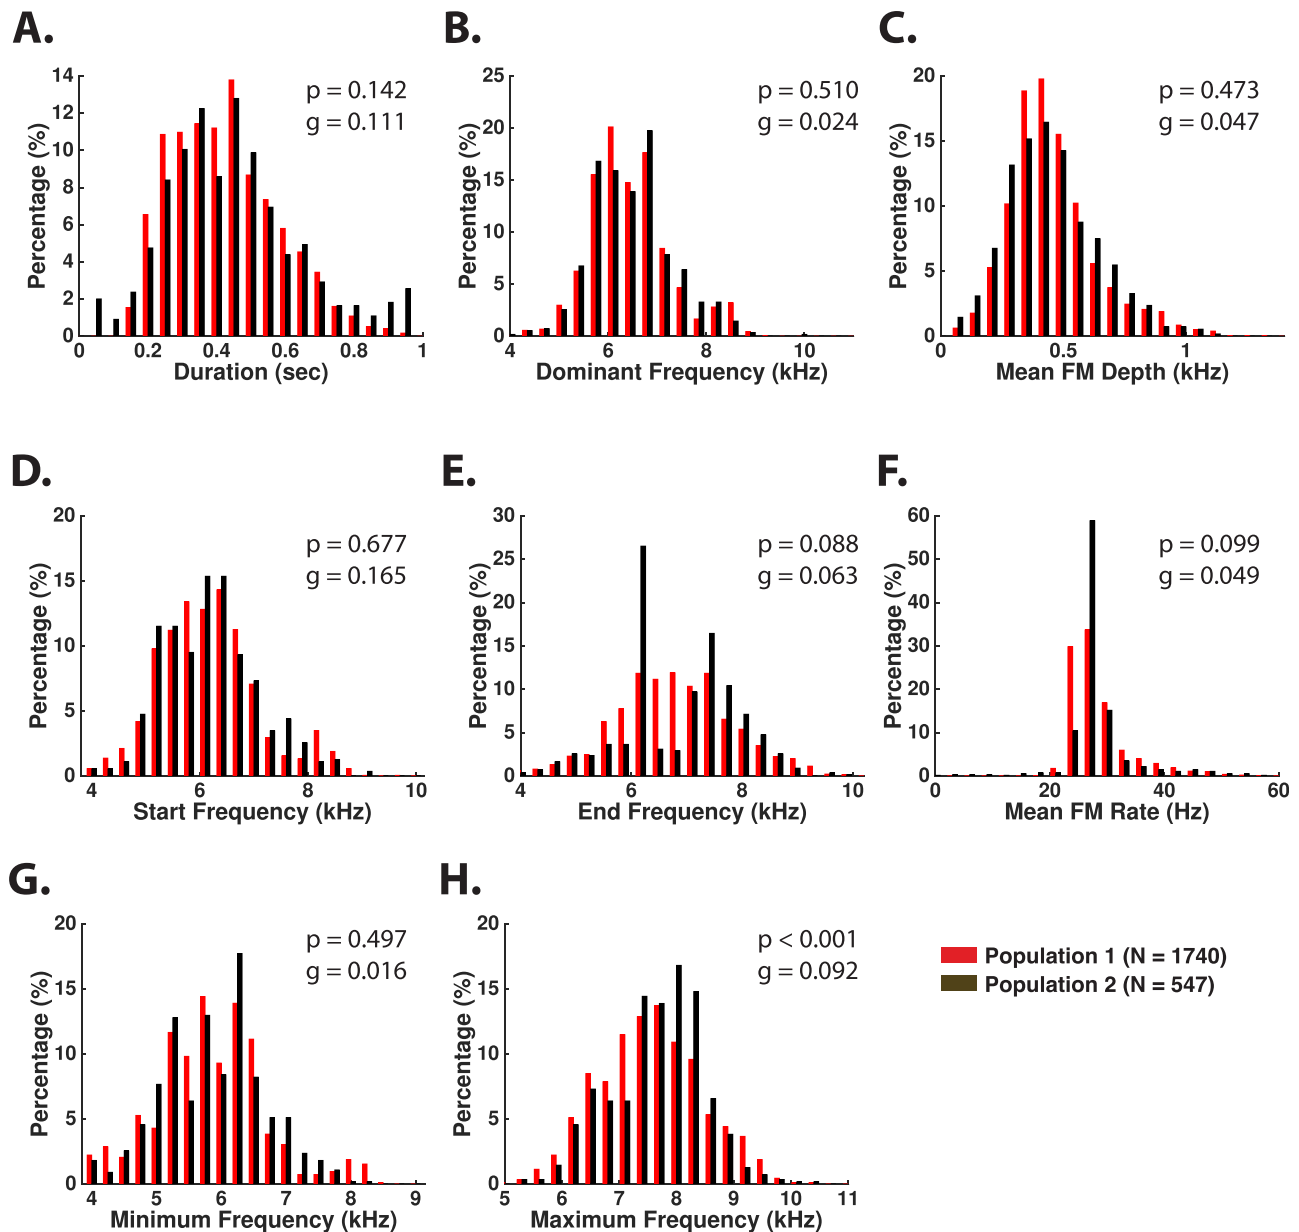 A.
14
12
10
8
6
4
2
0
Percentage (%)
p = 0.142
g = 0.111
0 0.2 0.4 0.6 0.8 1
Duration (sec)
B.
25
20
15
10
5
0
Percentage (%)
p = 0.510
g = 0.024
4 6 8 10
Dominant Frequency (kHz)
C.
20
15
10
5
0
Percentage (%)
p = 0.473
g = 0.047
0 0.5 1
Mean FM Depth (kHz)
D.
20
15
10
5
0
Percentage (%)
p = 0.677
g = 0.165
4 6 8 10
Start Frequency (kHz)
E.
30
25
20
15
10
5
0
Percentage (%)
p = 0.088
g = 0.063
4 6 8 10
End Frequency (kHz)
F.
60
50
40
30
20
10
0
Percentage (%)
p = 0.099
g = 0.049
0 20 40 60
Mean FM Rate (Hz)
G.
20
15
10
5
0
Percentage (%)
p = 0.497
g = 0.016
4 5 6 7 8 9
Minimum Frequency (kHz)
H.
20
15
10
5
0
Percentage (%)
p < 0.001
g = 0.092
5 6 7 8 9 10 11
Maximum Frequency (kHz)
Population 1 (N = 1740)
Population 2 (N = 547)